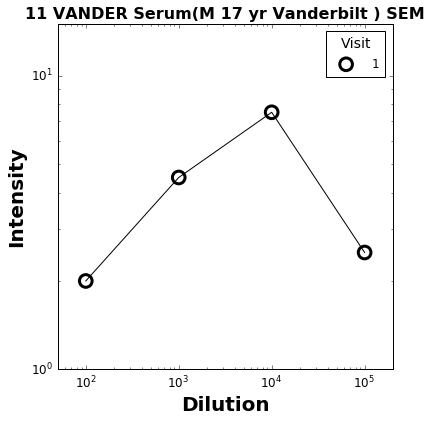 11 VANDER Serum(M 17 yr Vanderbilt ) SEM
Visit
1
10¹
10⁰
Intensity
10² 10³ 10⁴ 10⁵
Dilution